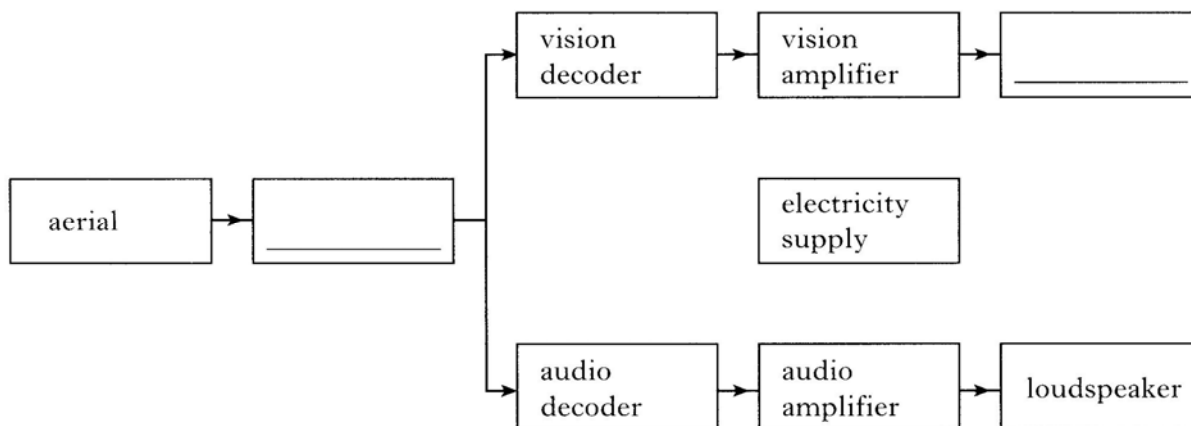 vision
decoder
vision
amplifier
aerial
electricity
supply
audio
decoder
audio
amplifier
loudspeaker